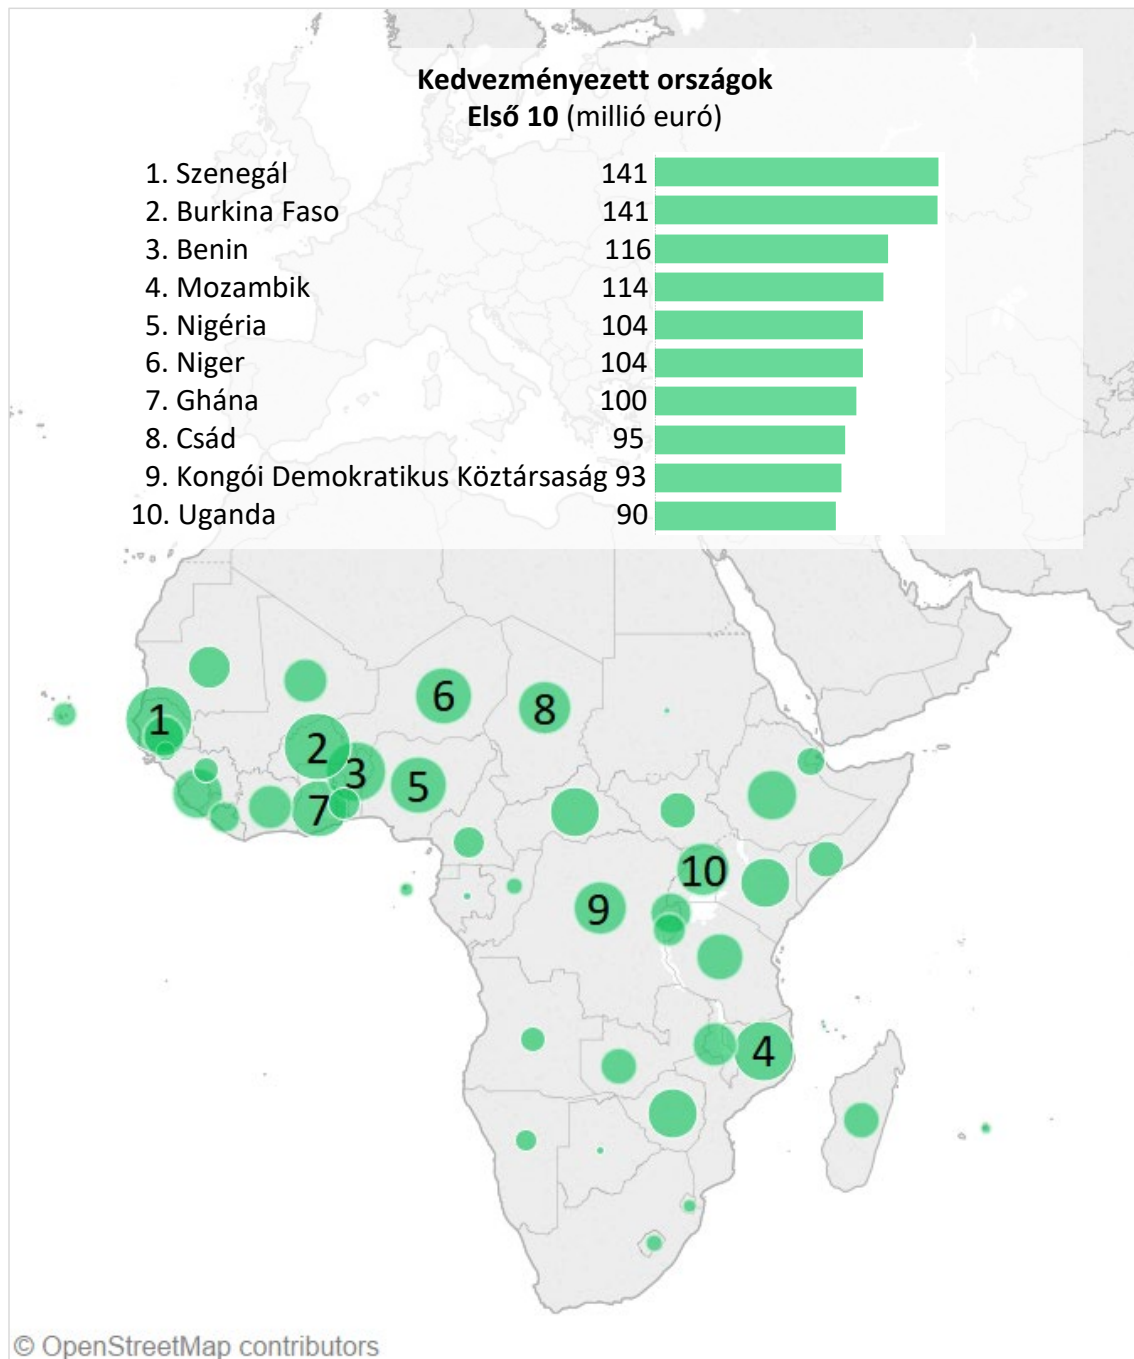 Kedvezményezett országok
Első 10 (millió euró)
1. Szenegál 141
2. Burkina Faso 141
3. Benin 116
4. Mozambik 114
5. Nigéria 104
6. Niger 104
7. Ghána 100
8. Csád 95
9. Kongói Demokratikus Köztársaság 93
10. Uganda 90
6
8
1
2
3
5
7
10
9
4
© OpenStreetMap contributors